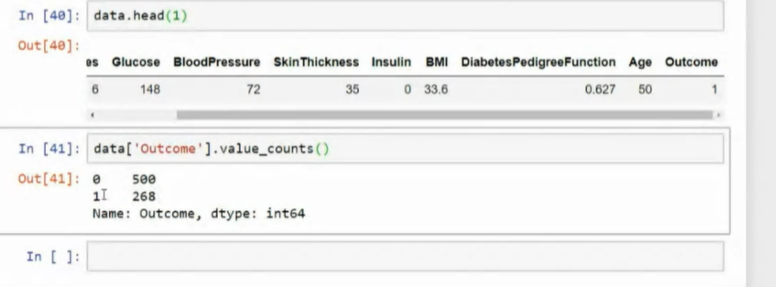 In [40]: data.head(1)
Out[40]:
es Glucose BloodPressure SkinThickness Insulin BMI DiabetesPedigreeFunction Age Outcome
6 148 72 35 0 33.6 0.627 50 1
In [41]: data['Outcome'].value_counts()
Out[41]: 0 500
1 268
Name: Outcome, dtype: int64
In [ ]: